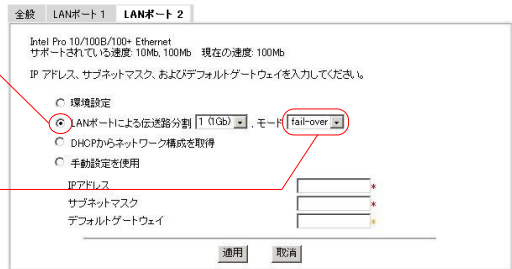 全般 LANポート 1 LANポート 2
Intel Pro 10/100B/100+ Ethernet
サポートされている速度: 10Mb, 100Mb 現在の速度: 100Mb
IP アドレス、サブネットマスク、およびデフォルトゲートウェイを入力してください。
環境設定
LANポートによる伝送路分割 1 (1Gb) , モード fail-over
DHCPからネットワーク構成を取得
手動設定を使用
IPアドレス *
サブネットマスク *
デフォルトゲートウェイ *
適用 取消